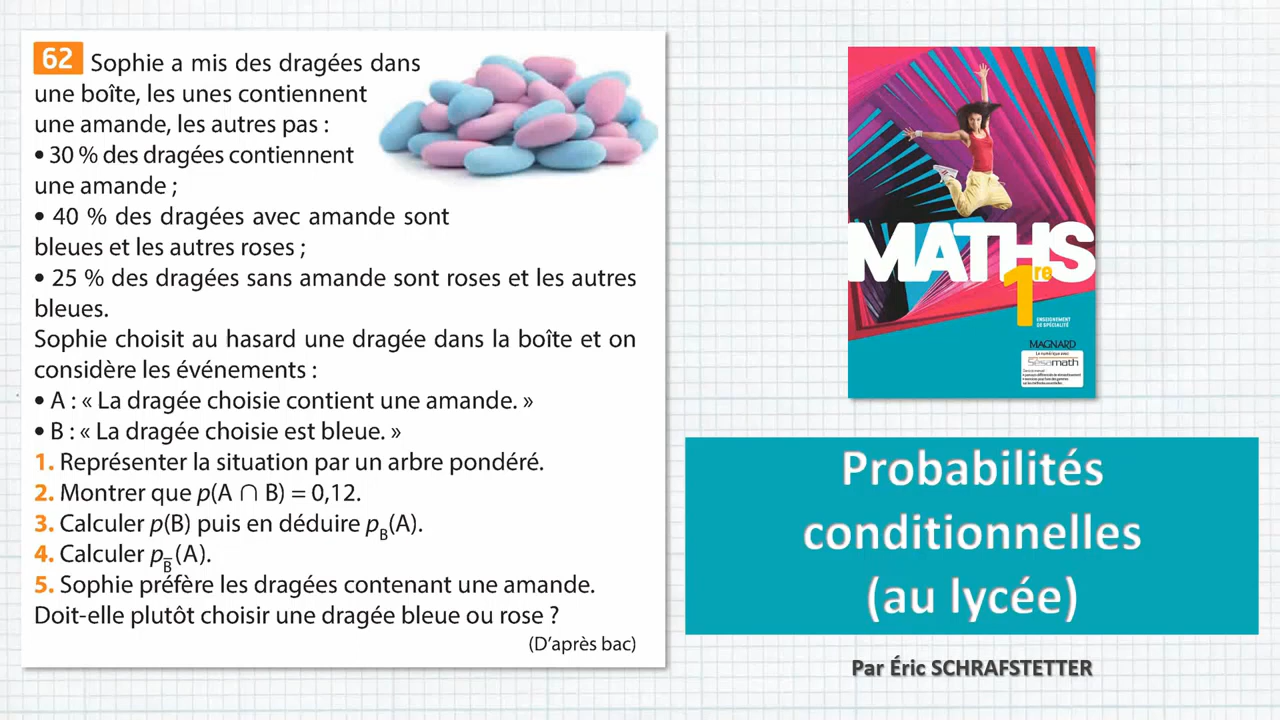 62 Sophie a mis des dragées dans
une boîte, les unes contiennent
une amande, les autres pas :
• 30 % des dragées contiennent
une amande ;
• 40 % des dragées avec amande sont
bleues et les autres roses ;
• 25 % des dragées sans amande sont roses et les autres
bleues.
Sophie choisit au hasard une dragée dans la boîte et on
considère les événements :
• A : « La dragée choisie contient une amande. »
• B : « La dragée choisie est bleue. »
1. Représenter la situation par un arbre pondéré.
2. Montrer que p(A ∩ B) = 0,12.
3. Calculer p(B) puis en déduire p_B(A).
4. Calculer p_B̅(A).
5. Sophie préfère les dragées contenant une amande.
Doit-elle plutôt choisir une dragée bleue ou rose ?
(D'après bac)
MATHS
1re
ENSEIGNEMENT
DE SPÉCIALITÉ
MAGNARD
Le numérique avec
Sésamath
Probabilités
conditionnelles
(au lycée)
Par Éric SCHRAFSTETTER